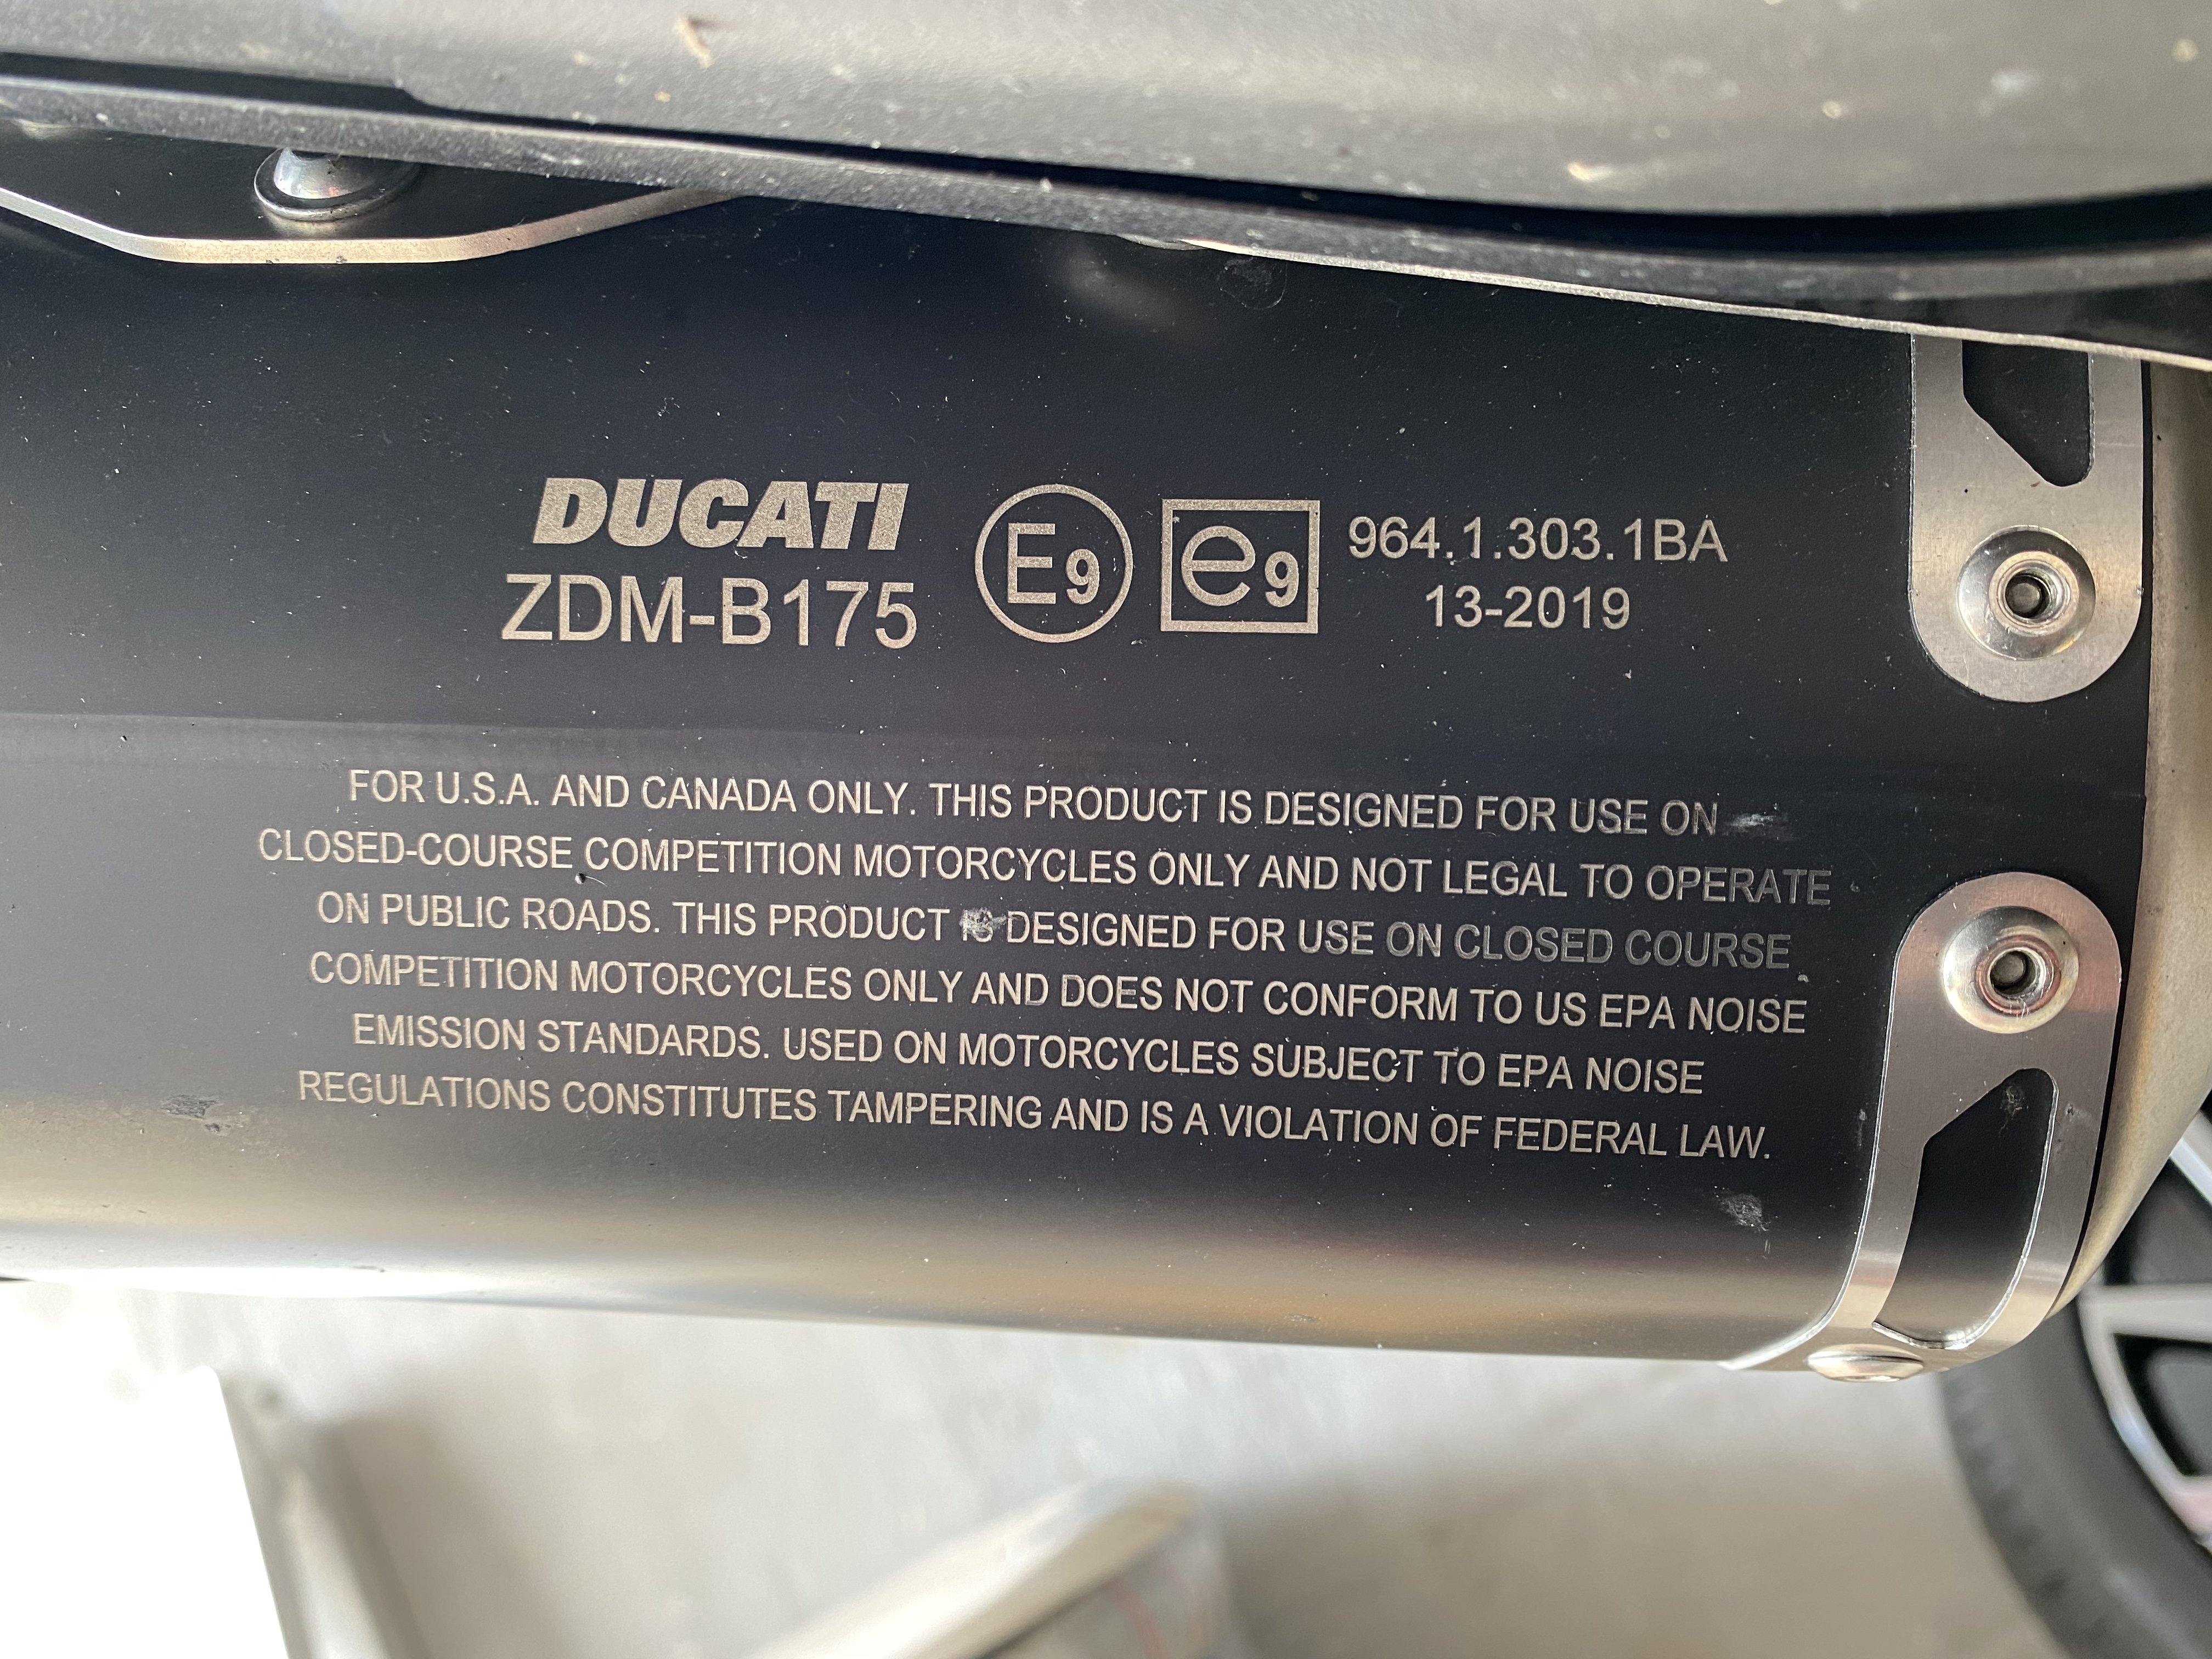 DUCATI
ZDM-B175
E9 e9
964.1.303.1BA
13-2019
FOR U.S.A. AND CANADA ONLY. THIS PRODUCT IS DESIGNED FOR USE ON
CLOSED-COURSE COMPETITION MOTORCYCLES ONLY AND NOT LEGAL TO OPERATE
ON PUBLIC ROADS. THIS PRODUCT IS DESIGNED FOR USE ON CLOSED COURSE
COMPETITION MOTORCYCLES ONLY AND DOES NOT CONFORM TO US EPA NOISE
EMISSION STANDARDS. USED ON MOTORCYCLES SUBJECT TO EPA NOISE
REGULATIONS CONSTITUTES TAMPERING AND IS A VIOLATION OF FEDERAL LAW.